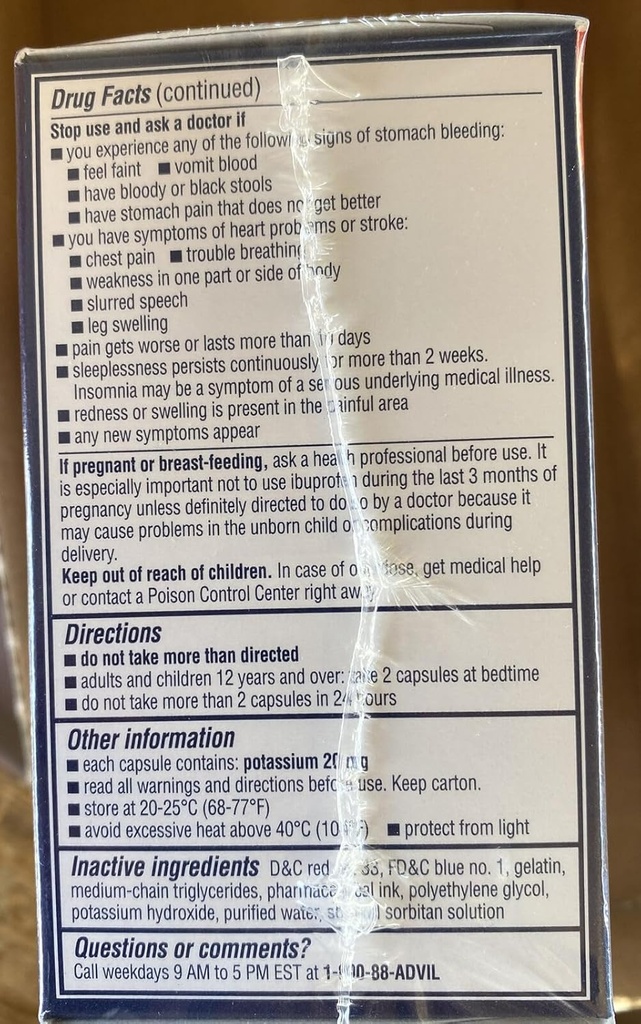 Drug Facts (continued)
Stop use and ask a doctor if
■ you experience any of the following signs of stomach bleeding:
■ feel faint ■ vomit blood
■ have bloody or black stools
■ have stomach pain that does not get better
■ you have symptoms of heart problems or stroke:
■ chest pain ■ trouble breathing
■ weakness in one part or side of body
■ slurred speech
■ leg swelling
■ pain gets worse or lasts more than 10 days
■ sleeplessness persists continuously for more than 2 weeks.
Insomnia may be a symptom of a serious underlying medical illness.
■ redness or swelling is present in the painful area
■ any new symptoms appear
If pregnant or breast-feeding, ask a health professional before use. It
is especially important not to use ibuprofen during the last 3 months of
pregnancy unless definitely directed to do so by a doctor because it
may cause problems in the unborn child or complications during
delivery.
Keep out of reach of children. In case of overdose, get medical help
or contact a Poison Control Center right away.
Directions
■ do not take more than directed
■ adults and children 12 years and over: take 2 capsules at bedtime
■ do not take more than 2 capsules in 24 hours
Other information
■ each capsule contains: potassium 20 mg
■ read all warnings and directions before use. Keep carton.
■ store at 20-25°C (68-77°F)
■ avoid excessive heat above 40°C (104°F) ■ protect from light
Inactive ingredients D&C red 33, FD&C blue no. 1, gelatin,
medium-chain triglycerides, pharmaceutical ink, polyethylene glycol,
potassium hydroxide, purified water, sorbitan solution
Questions or comments?
Call weekdays 9 AM to 5 PM EST at 1-800-88-ADVIL